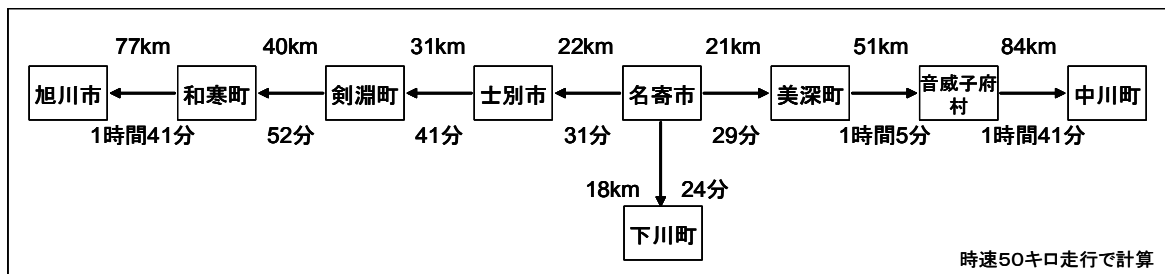 77km 40km 31km 22km 21km 51km 84km
旭川市 和寒町 剣淵町 士別市 名寄市 美深町 音威子府村 中川町
1時間41分 52分 41分 31分 29分 1時間5分 1時間41分
18km 24分
下川町
時速50キロ走行で計算